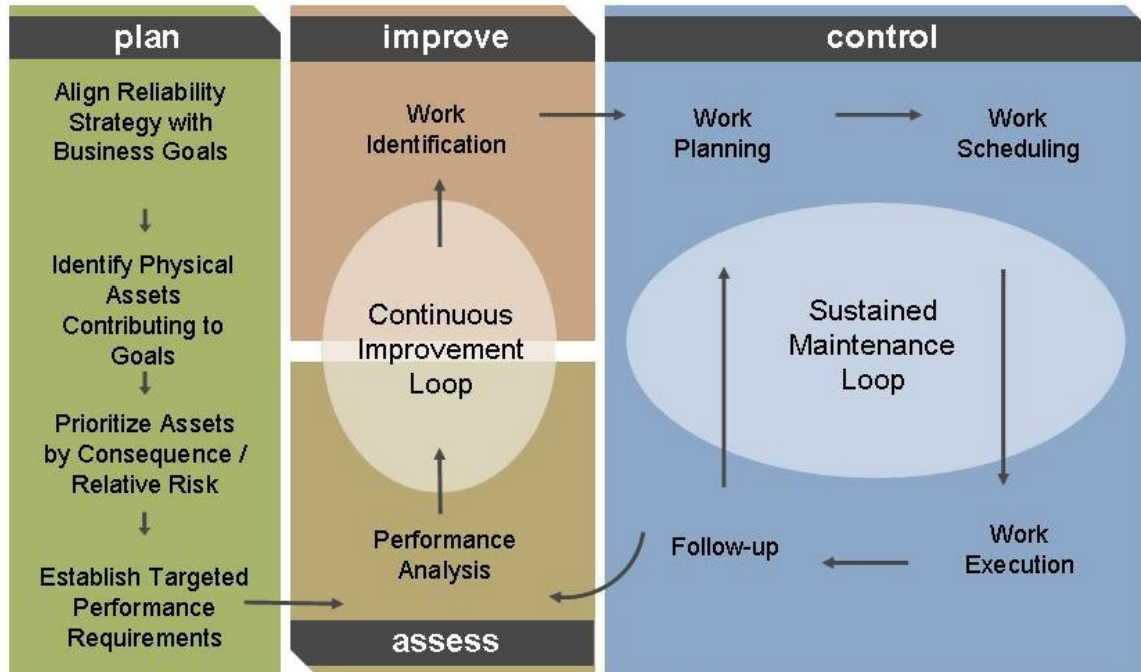 plan
Align Reliability
Strategy with
Business Goals
Identify Physical
Assets
Contributing to
Goals
Prioritize Assets
by Consequence /
Relative Risk
Establish Targeted
Performance
Requirements
improve
Work
Identification
Continuous
Improvement
Loop
Performance
Analysis
assess
control
Work
Planning
Work
Scheduling
Sustained
Maintenance
Loop
Follow-up
Work
Execution